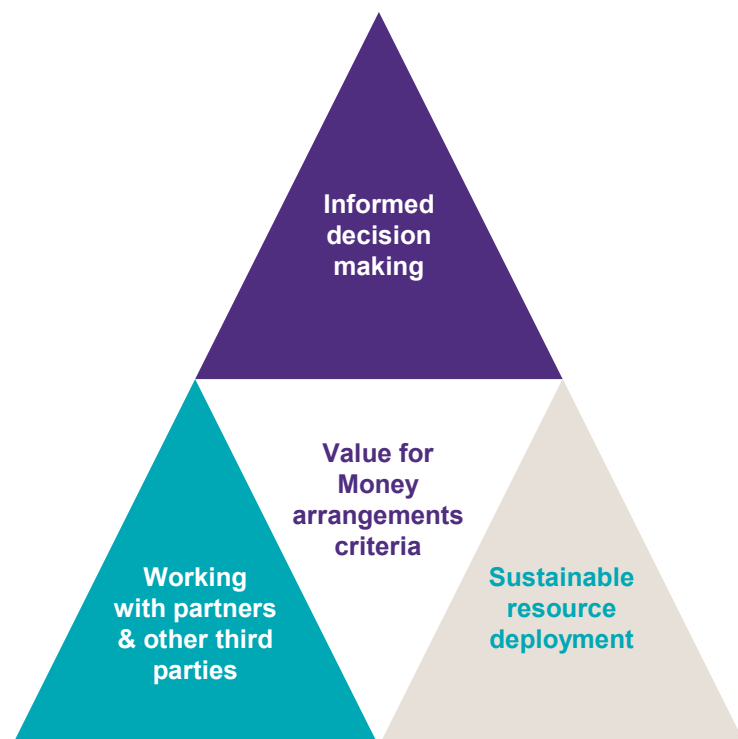 Informed
decision
making
Value for
Money
arrangements
criteria
Working
with partners
& other third
parties
Sustainable
resource
deployment